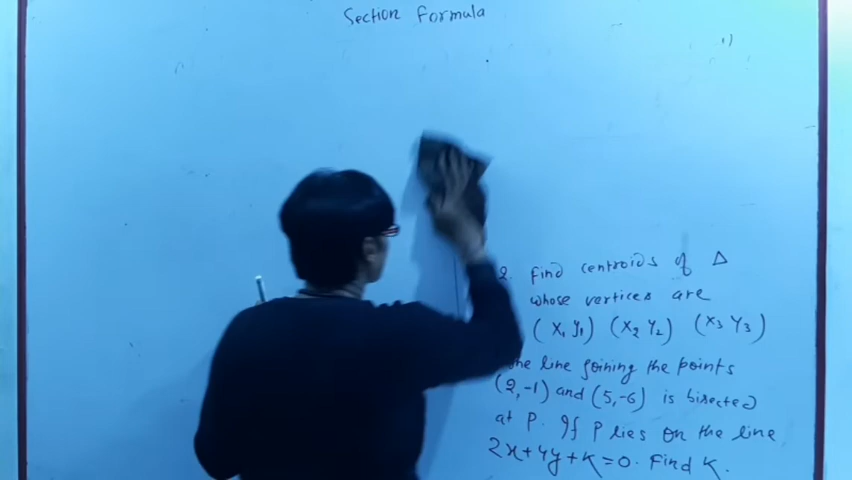 Section Formula
2. Find centroids of Δ
whose vertices are
(X1 Y1) (X2 Y2) (X3 Y3)
line joining the points
(2,-1) and (5,-6) is bisected
at P. If P lies on the line
2x+4y+K=0. Find K.